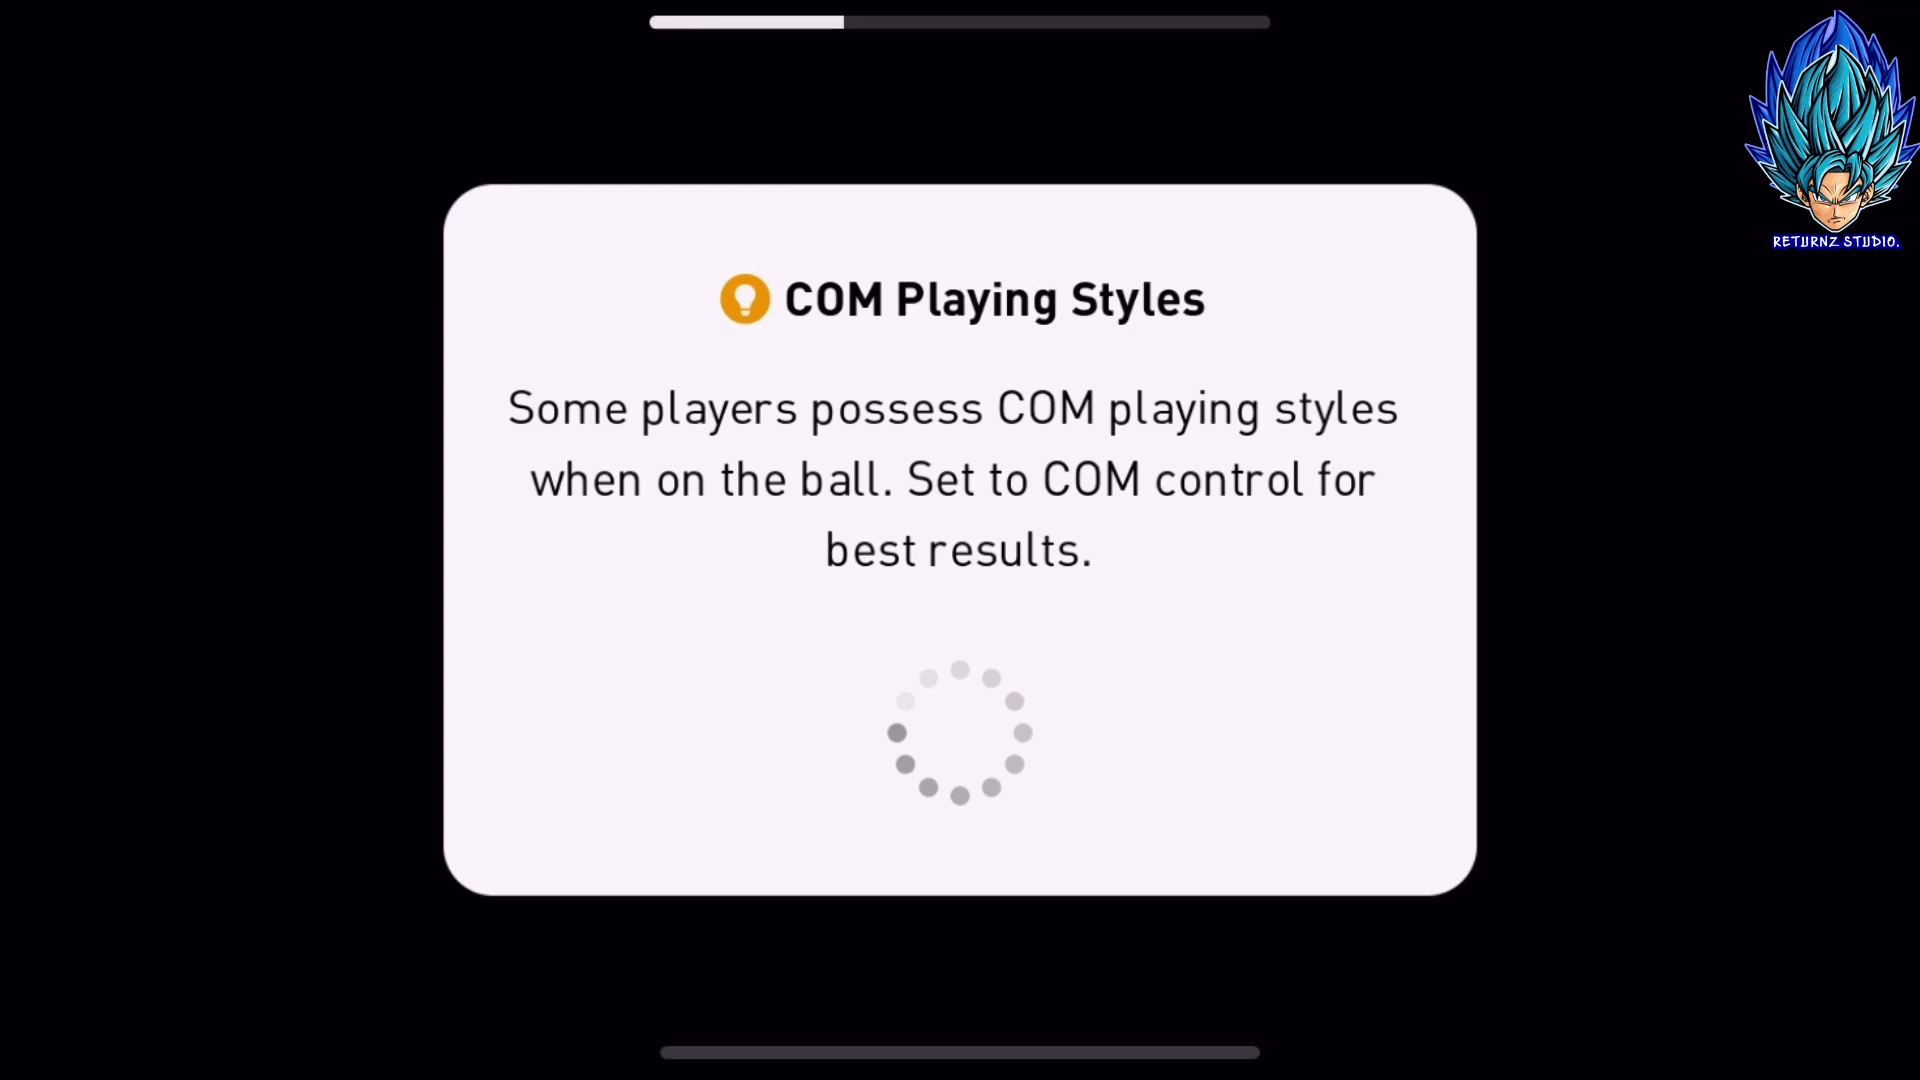 COM Playing Styles
Some players possess COM playing styles
when on the ball. Set to COM control for
best results.
RETURNZ STUDIO.